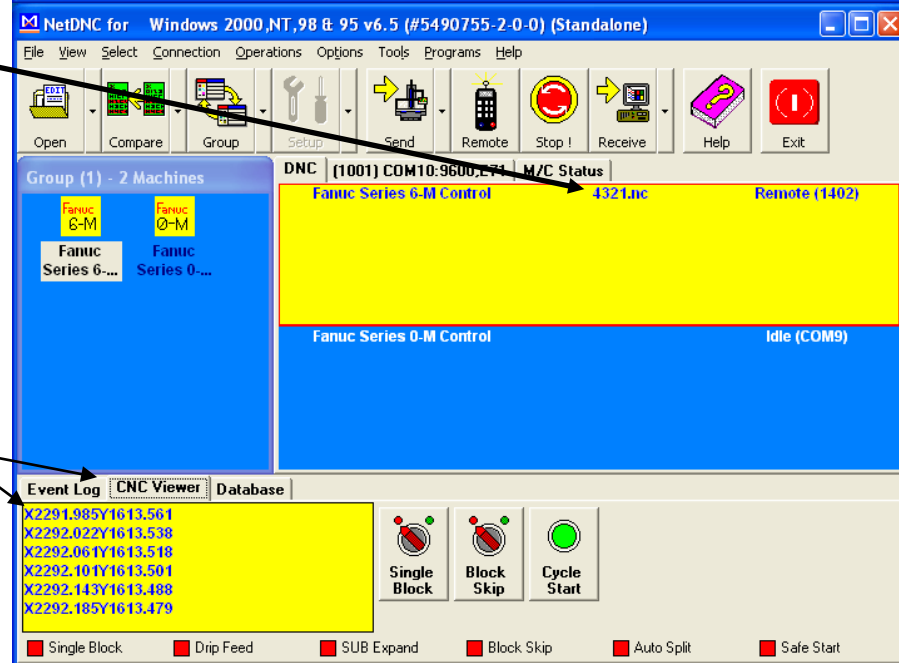 NetDNC for Windows 2000,NT,98 & 95 v6.5 (#5490755-2-0-0) (Standalone)
File View Select Connection Operations Options Tools Programs Help
EDIT
Open Compare Group Setup Send Remote Stop ! Receive Help Exit
Group (1) - 2 Machines
DNC (1001) COM10:9600,E71 M/C Status
Fanuc Series 6-M Control 4321.nc Remote (1402)
FANUC FANUC
6-M 0-M
Fanuc Fanuc
Series 6-... Series 0-...
Fanuc Series 0-M Control Idle (COM9)
Event Log CNC Viewer Database
X2291.985Y1613.561
X2292.022Y1613.538
X2292.061Y1613.518
X2292.101Y1613.501
X2292.143Y1613.488
X2292.185Y1613.479
Single Block Cycle
Block Skip Start
Single Block Drip Feed SUB Expand Block Skip Auto Split Safe Start